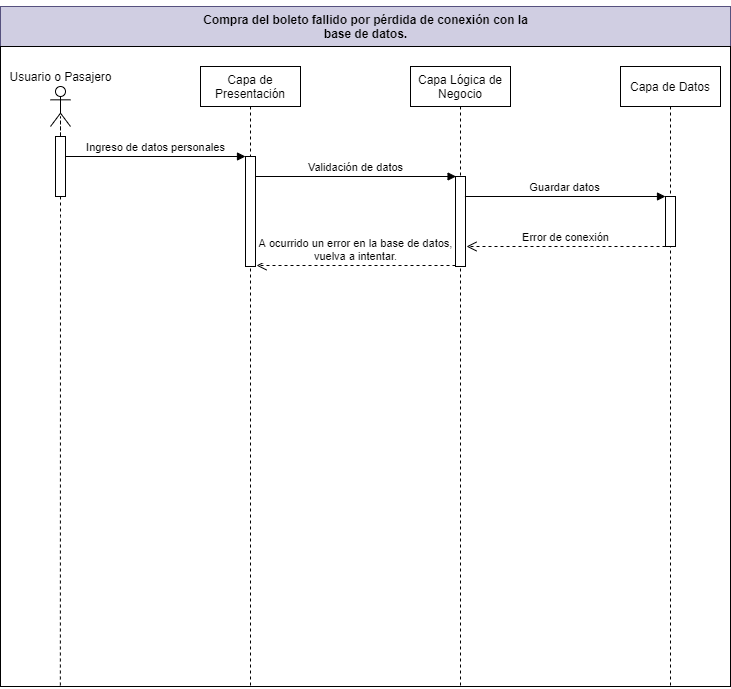 Compra del boleto fallido por pérdida de conexión con la
base de datos.
Usuario o Pasajero
Capa de
Presentación
Capa Lógica de
Negocio
Capa de Datos
Ingreso de datos personales
Validación de datos
Guardar datos
Error de conexión
A ocurrido un error en la base de datos,
vuelva a intentar.